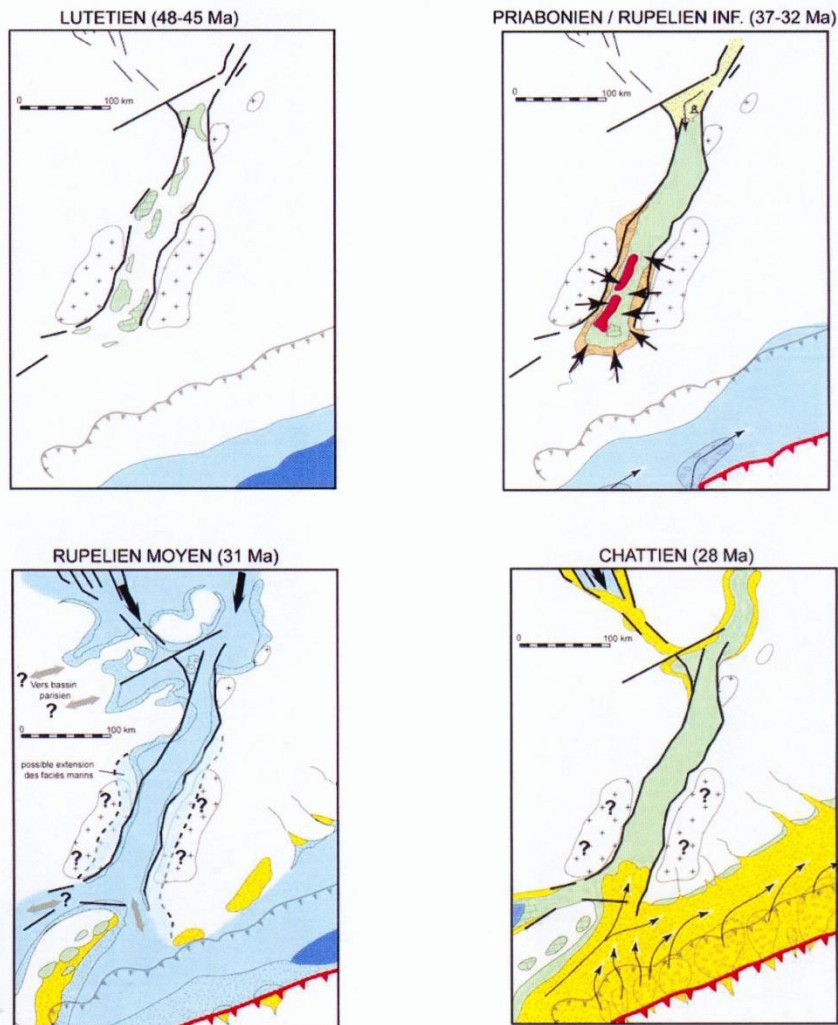 LUTETIEN (48-45 Ma)
0 100 km
PRIABONIEN / RUPELIEN INF. (37-32 Ma)
0 100 km
RUPELIEN MOYEN (31 Ma)
? Vers bassin
parisien
?
0 100 km
possible extension
des faciés marins
?
?
?
?
?
CHATTIEN (28 Ma)
0 100 km
?
?
?
?